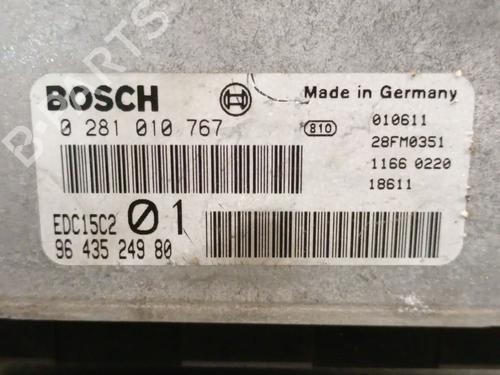 BOSCH
Made in Germany
0 281 010 767
810
010611
28FM0351
1166 0220
18611
EDC15C2 01
96 435 249 80
B-PARTS